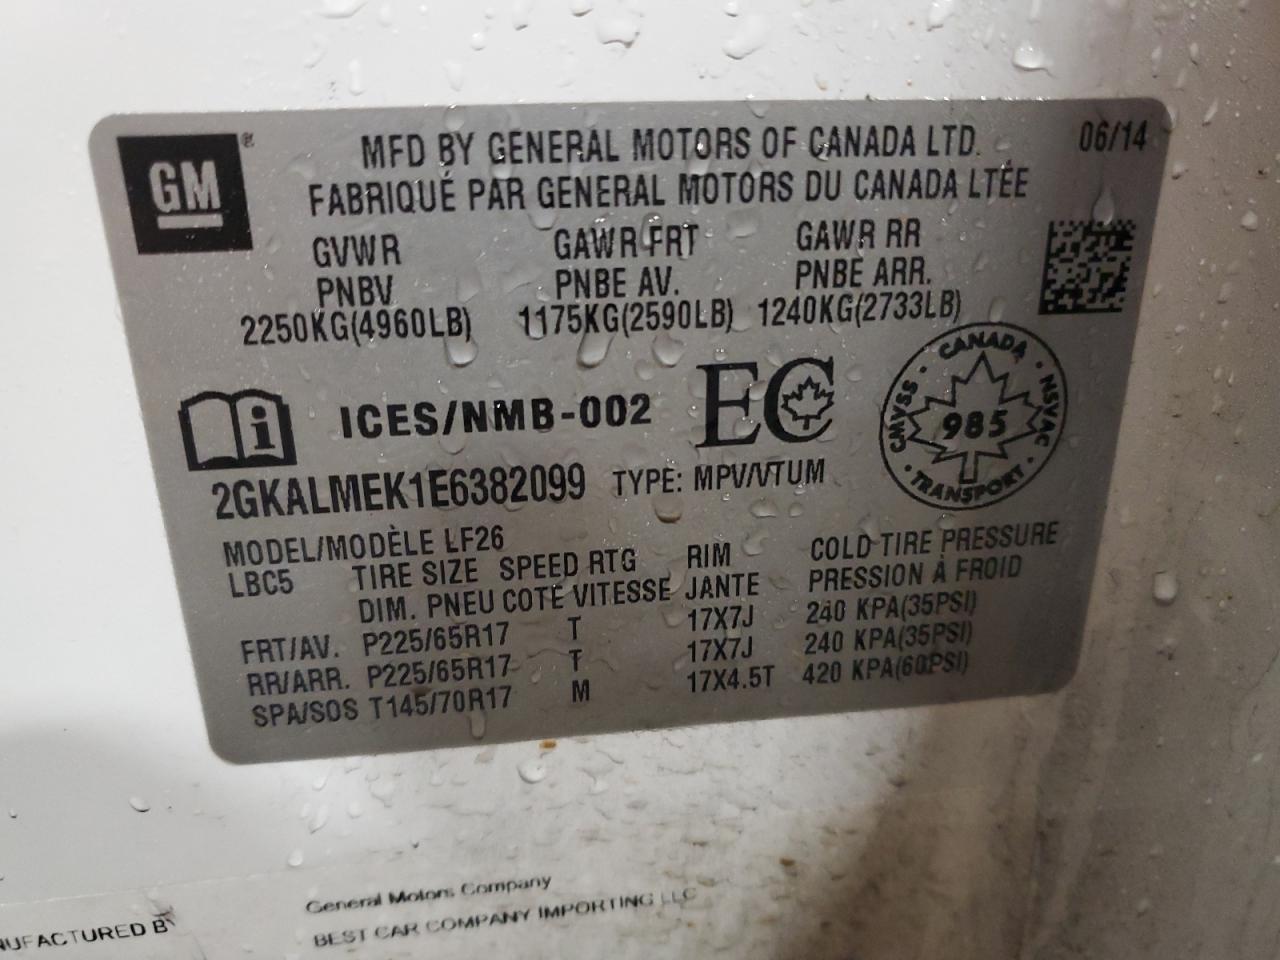 GM
MFD BY GENERAL MOTORS OF CANADA LTD. 06/14
FABRIQUÉ PAR GENERAL MOTORS DU CANADA LTÉE
GVWR GAWR FRT GAWR RR
PNBV PNBE AV. PNBE ARR.
2250KG(4960LB) 1175KG(2590LB) 1240KG(2733LB)
ICES/NMB-002 EC
CANADA · NSVAC · TRANSPORT · CMVSS
985
2GKALMEK1E6382099 TYPE: MPV/VTUM
MODEL/MODÈLE LF26
LBC5 TIRE SIZE SPEED RTG RIM COLD TIRE PRESSURE
DIM. PNEU COTE VITESSE JANTE PRESSION À FROID
FRT/AV. P225/65R17 T 17X7J 240 KPA(35PSI)
RR/ARR. P225/65R17 T 17X7J 240 KPA(35PSI)
SPA/SOS T145/70R17 M 17X4.5T 420 KPA(60PSI)
General Motors Company
NUFACTURED BY
BEST CAR COMPANY IMPORTING LLC